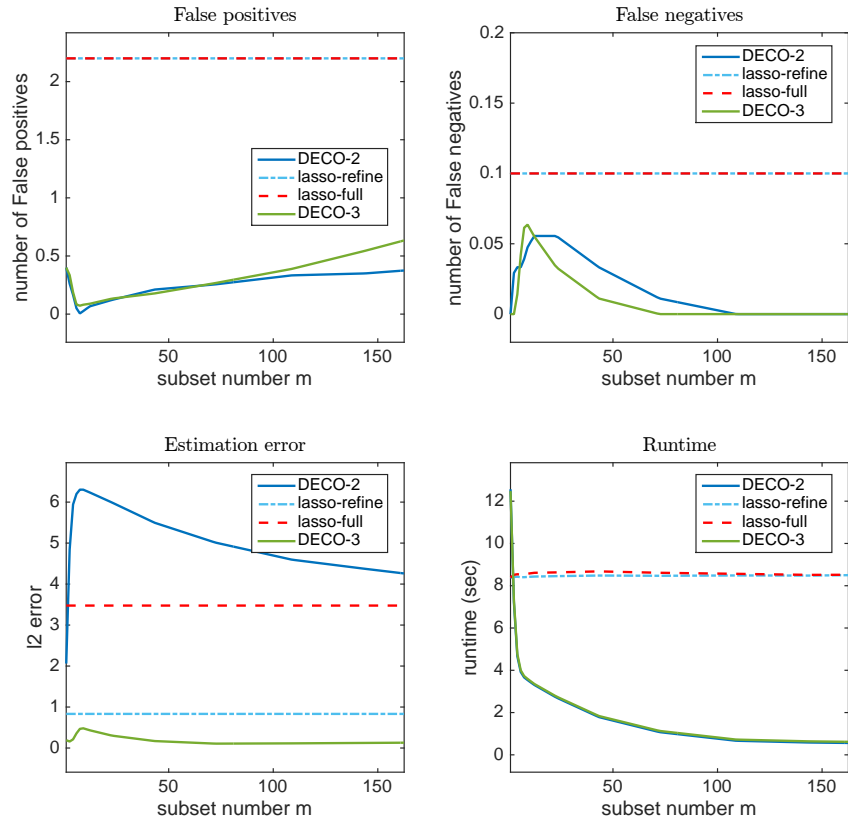 False positives
number of False positives
2
1.5
1
0.5
0
DECO-2
lasso-refine
lasso-full
DECO-3
50
100
150
subset number m
False negatives
number of False negatives
0.2
0.15
0.1
0.05
0
DECO-2
lasso-refine
lasso-full
DECO-3
50
100
150
subset number m
Estimation error
l2 error
6
5
4
3
2
1
0
DECO-2
lasso-refine
lasso-full
DECO-3
50
100
150
subset number m
Runtime
runtime (sec)
12
10
8
6
4
2
0
DECO-2
lasso-refine
lasso-full
DECO-3
50
100
150
subset number m